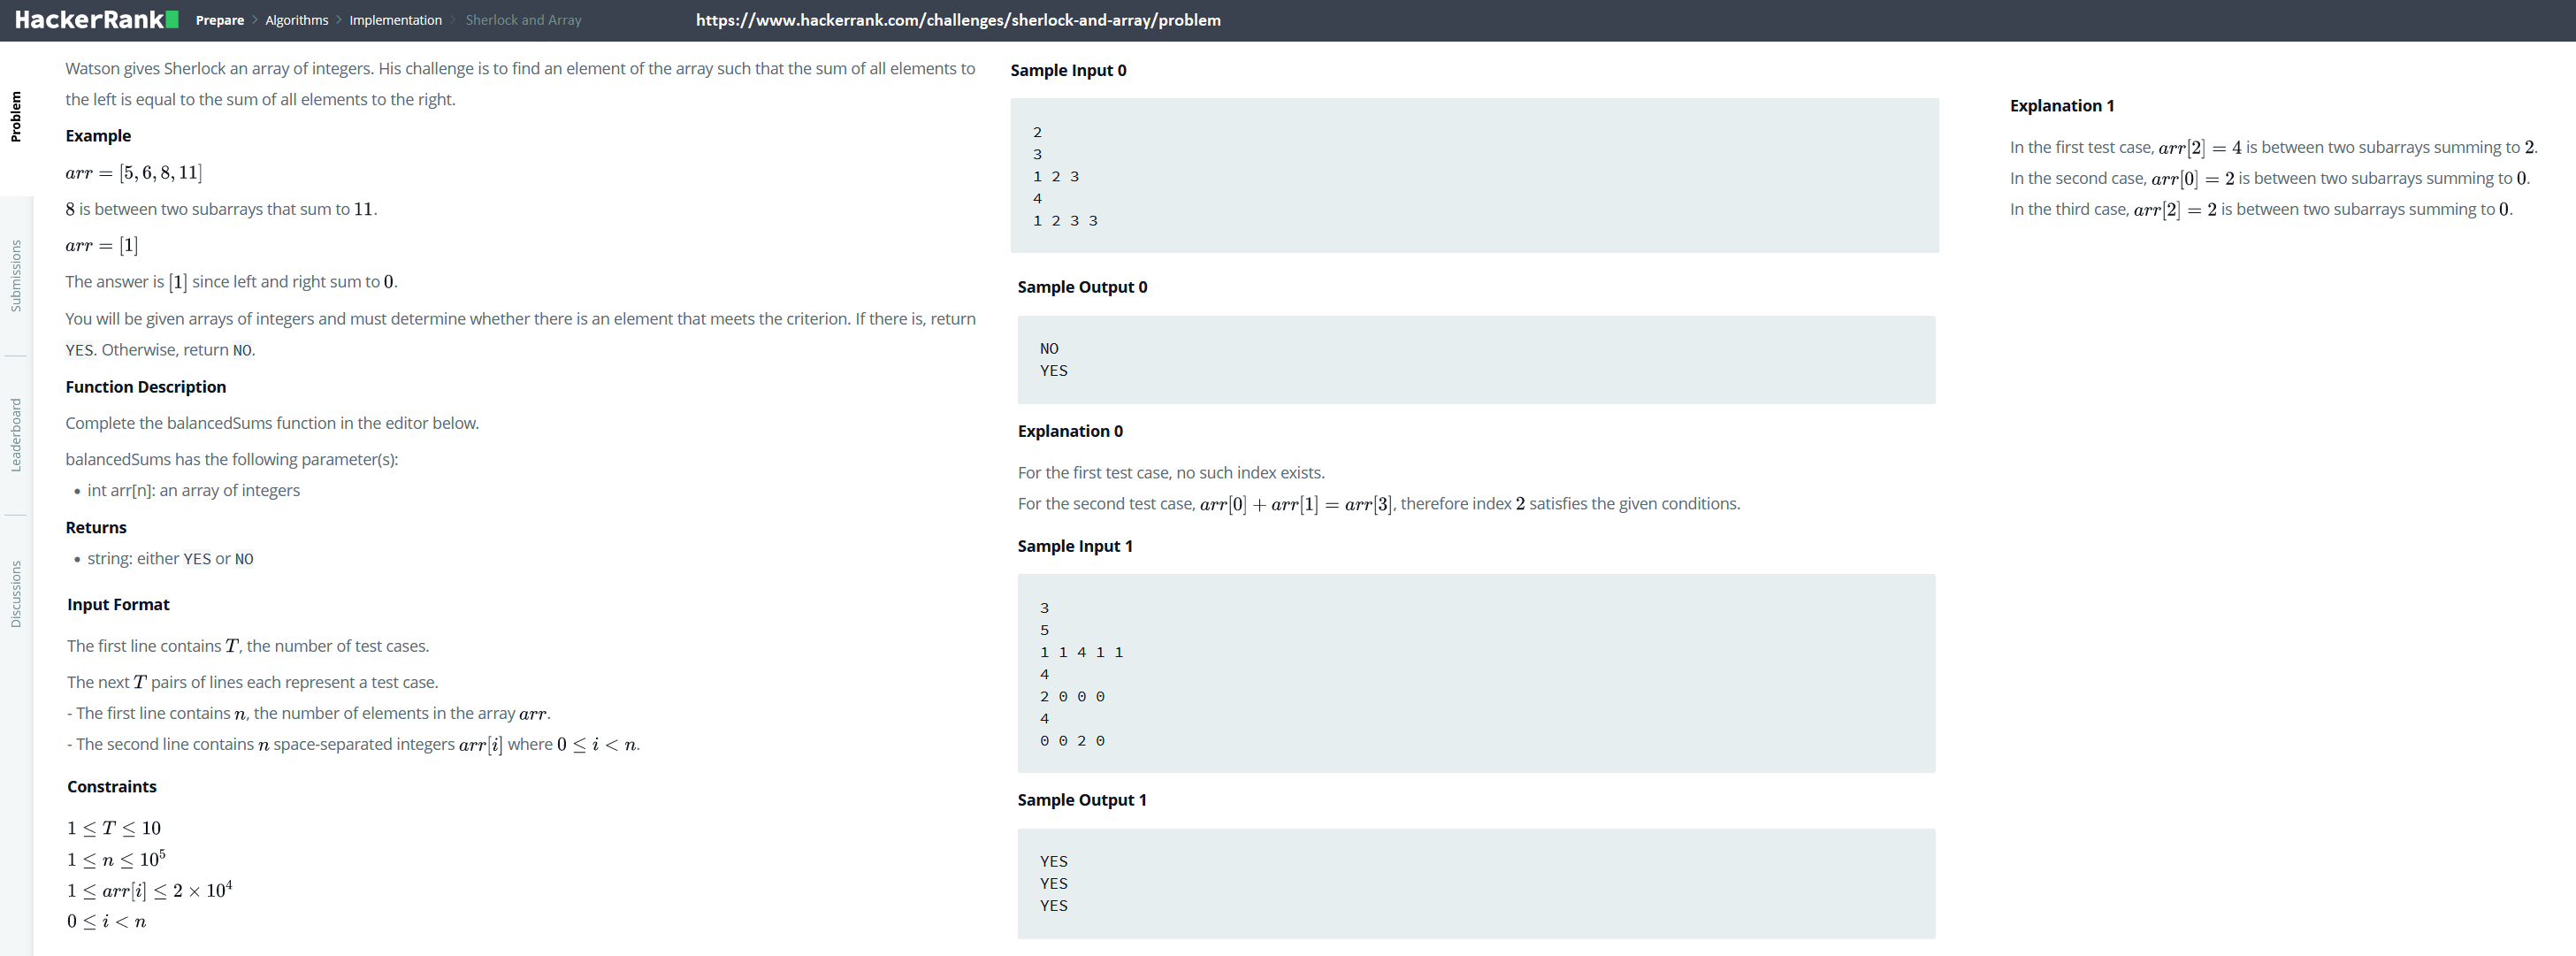 HackerRank Prepare > Algorithms > Implementation > Sherlock and Array https://www.hackerrank.com/challenges/sherlock-and-array/problem
Problem
Submissions
Leaderboard
Discussions
Watson gives Sherlock an array of integers. His challenge is to find an element of the array such that the sum of all elements to
the left is equal to the sum of all elements to the right.
Example
arr = [5, 6, 8, 11]
8 is between two subarrays that sum to 11.
arr = [1]
The answer is [1] since left and right sum to 0.
You will be given arrays of integers and must determine whether there is an element that meets the criterion. If there is, return
YES. Otherwise, return NO.
Function Description
Complete the balancedSums function in the editor below.
balancedSums has the following parameter(s):
• int arr[n]: an array of integers
Returns
• string: either YES or NO
Input Format
The first line contains T, the number of test cases.
The next T pairs of lines each represent a test case.
- The first line contains n, the number of elements in the array arr.
- The second line contains n space-separated integers arr[i] where 0 ≤ i < n.
Constraints
1 ≤ T ≤ 10
1 ≤ n ≤ 10⁵
1 ≤ arr[i] ≤ 2 × 10⁴
0 ≤ i < n
Sample Input 0
2
3
1 2 3
4
1 2 3 3
Sample Output 0
NO
YES
Explanation 0
For the first test case, no such index exists.
For the second test case, arr[0] + arr[1] = arr[3], therefore index 2 satisfies the given conditions.
Sample Input 1
3
5
1 1 4 1 1
4
2 0 0 0
4
0 0 2 0
Sample Output 1
YES
YES
YES
Explanation 1
In the first test case, arr[2] = 4 is between two subarrays summing to 2.
In the second case, arr[0] = 2 is between two subarrays summing to 0.
In the third case, arr[2] = 2 is between two subarrays summing to 0.